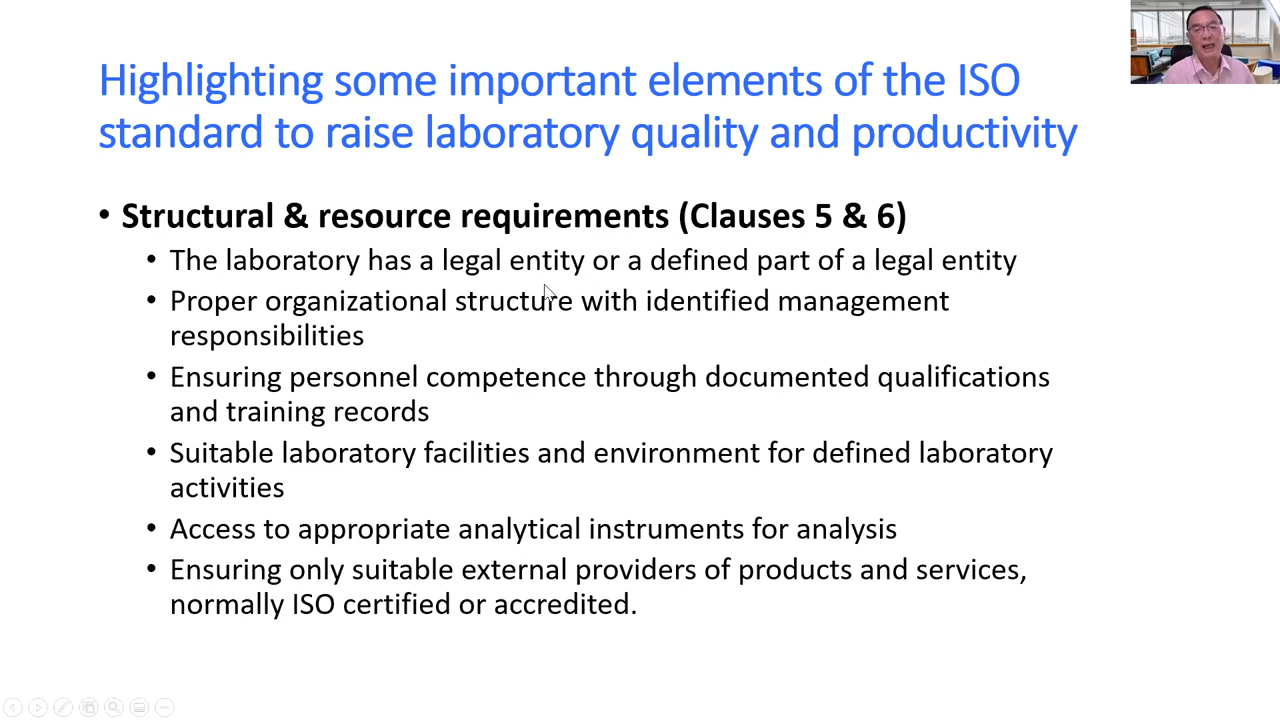 Highlighting some important elements of the ISO
standard to raise laboratory quality and productivity
• Structural & resource requirements (Clauses 5 & 6)
• The laboratory has a legal entity or a defined part of a legal entity
• Proper organizational structure with identified management
responsibilities
• Ensuring personnel competence through documented qualifications
and training records
• Suitable laboratory facilities and environment for defined laboratory
activities
• Access to appropriate analytical instruments for analysis
• Ensuring only suitable external providers of products and services,
normally ISO certified or accredited.